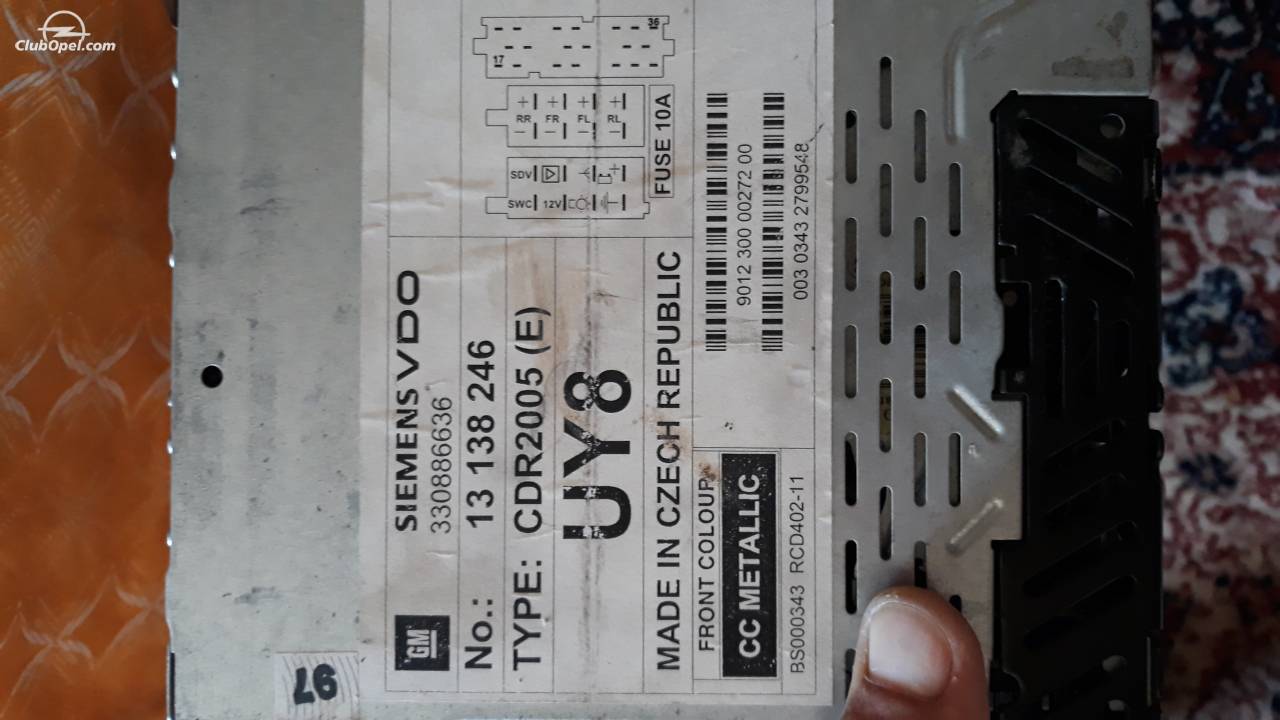 ClubOpel.com
36
17
RR FR FL RL
SDV
SWC 12V
FUSE 10A
SIEMENS VDO
330886636
GM
No.: 13 138 246
TYPE: CDR2005 (E)
UY8
MADE IN CZECH REPUBLIC
9012 300 00272 00
003 0343 2799548
FRONT COLOUR
CC METALLIC
BS000343 RCD402-11
97